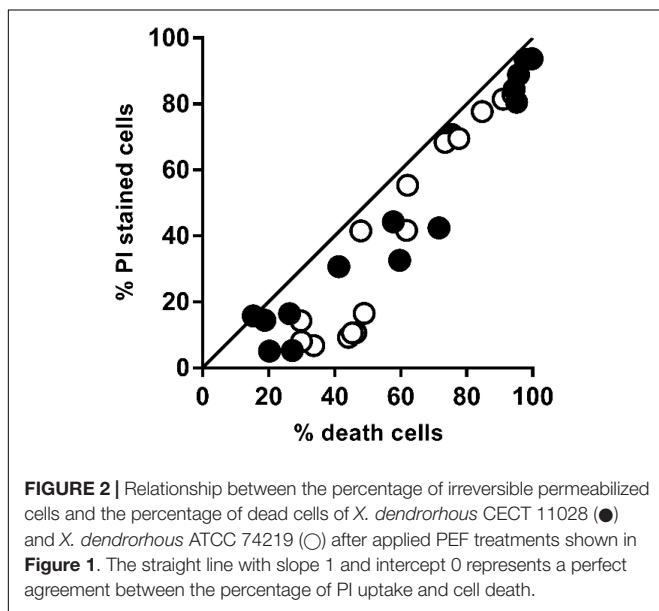 100
80
60
40
20
0
% PI stained cells
0 20 40 60 80 100
% death cells
FIGURE 2 | Relationship between the percentage of irreversible permeabilized
cells and the percentage of dead cells of X. dendrorhous CECT 11028 (●)
and X. dendrorhous ATCC 74219 (○) after applied PEF treatments shown in
Figure 1. The straight line with slope 1 and intercept 0 represents a perfect
agreement between the percentage of PI uptake and cell death.